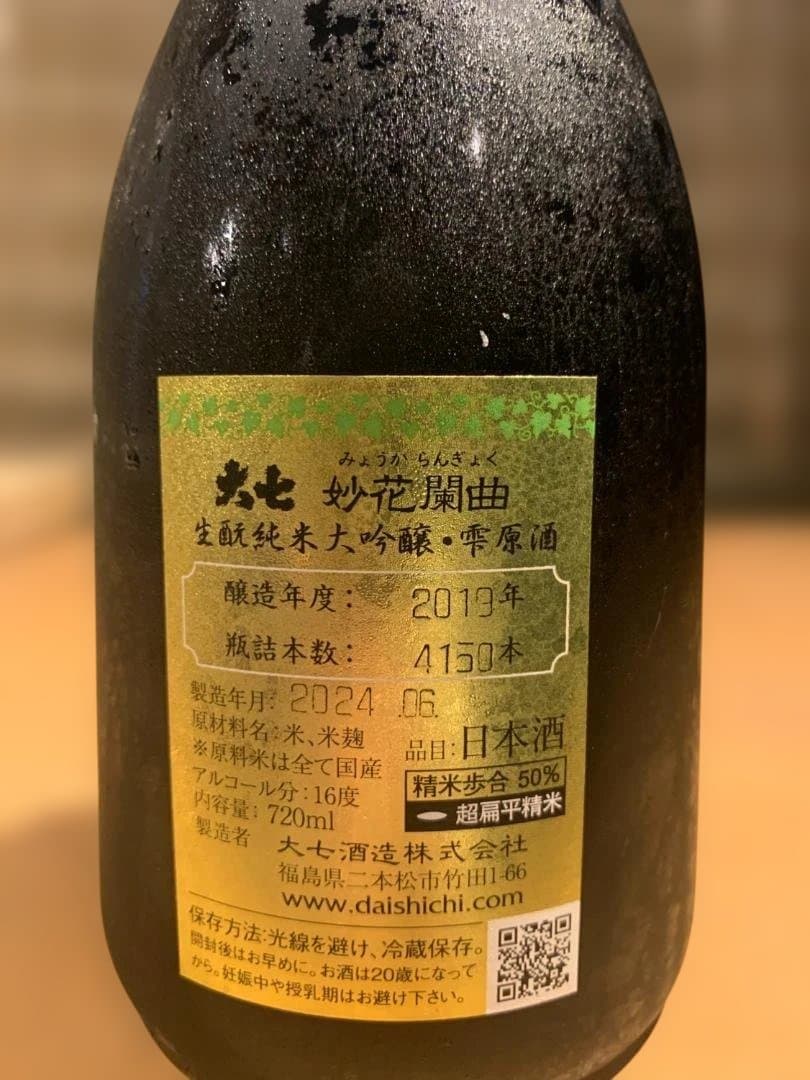 みょうか らんぎょく
大七 妙花闌曲
生酛純米大吟醸・雫原酒
醸造年度： 2019年
瓶詰本数： 4150本
製造年月：2024.06.
原材料名：米、米麹
※原料米は全て国産
アルコール分：16度
内容量：720ml
品目：日本酒
精米歩合 50%
超扁平精米
製造者 大七酒造株式会社
福島県二本松市竹田1-66
www.daishichi.com
保存方法：光線を避け、冷蔵保存。
開封後はお早めに。お酒は20歳になって
から。妊娠中や授乳期はお避け下さい。